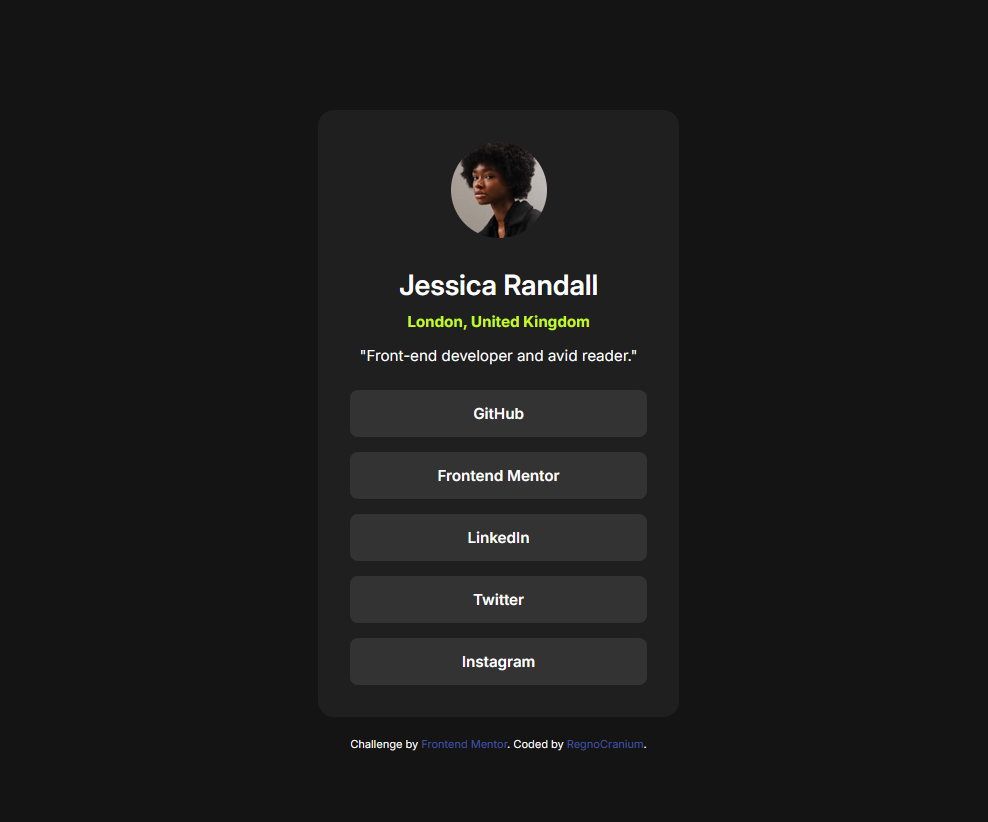 Jessica Randall
London, United Kingdom
"Front-end developer and avid reader."
GitHub
Frontend Mentor
LinkedIn
Twitter
Instagram
Challenge by Frontend Mentor. Coded by RegnoCranium.